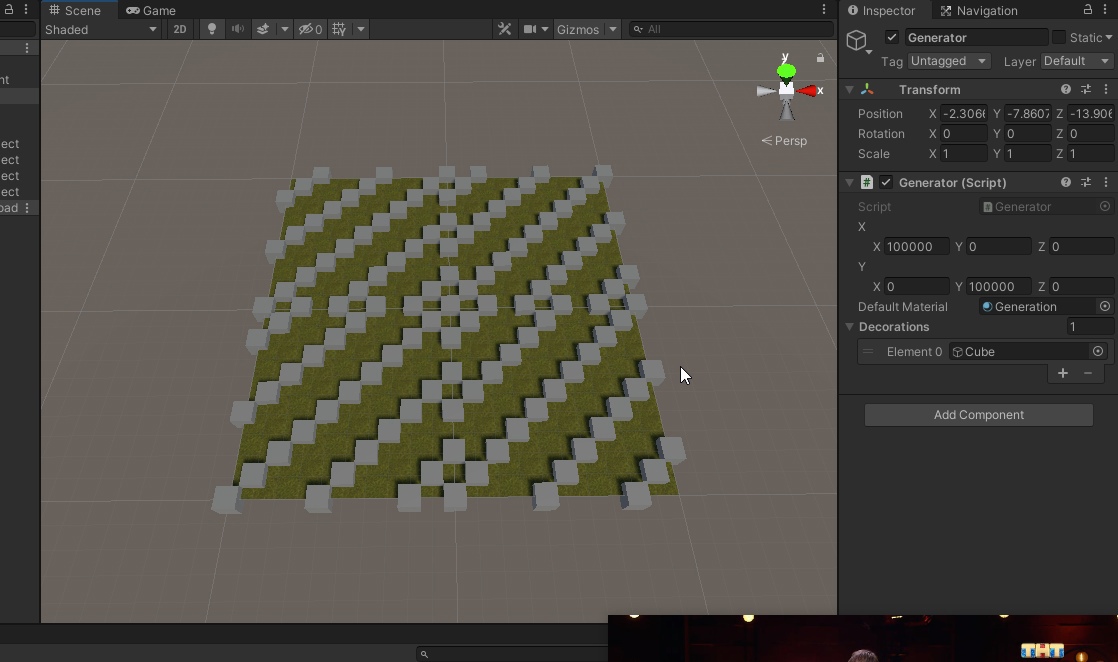 Scene Game
Shaded 2D 0 Gizmos All
y
x
Persp
nt
ect
ect
ect
ect
oad
Inspector Navigation
Generator Static
Tag Untagged Layer Default
Transform
Position X -2.3066 Y -7.8607 Z -13.906
Rotation X 0 Y 0 Z 0
Scale X 1 Y 1 Z 1
# Generator (Script)
Script # Generator
X
X 100000 Y 0 Z 0
Y
X 0 Y 100000 Z 0
Default Material Generation
Decorations 1
Element 0 Cube
+ −
Add Component
THT